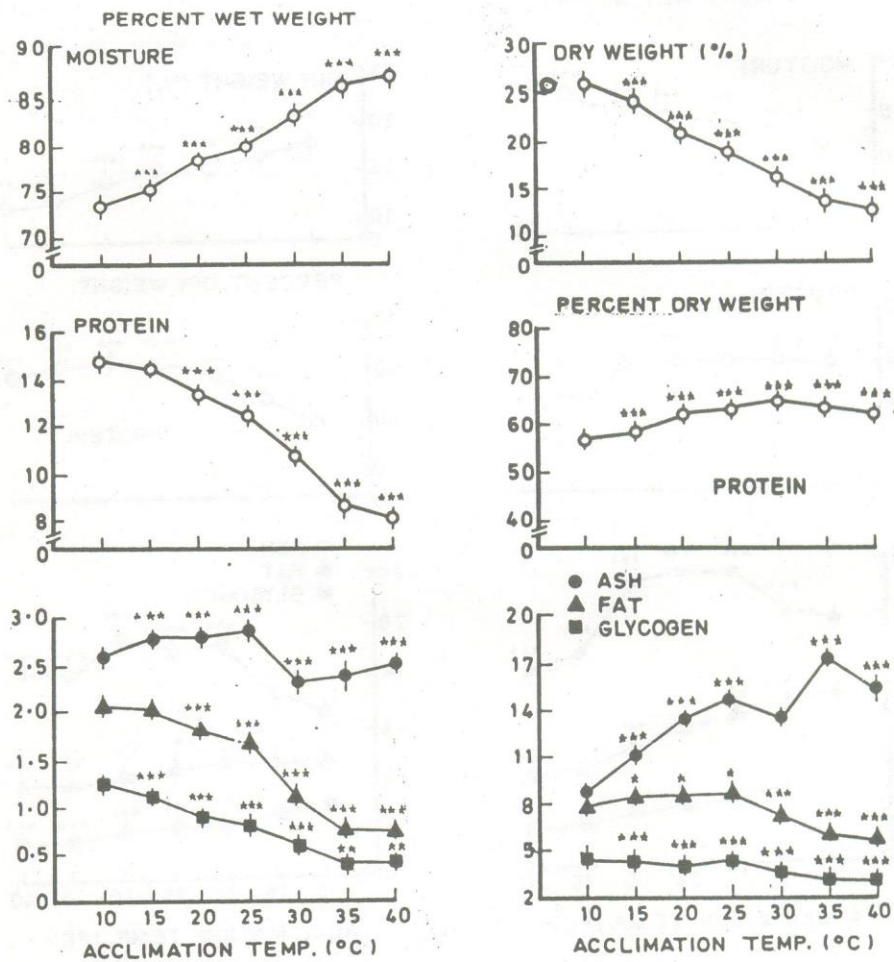 PERCENT WET WEIGHT
MOISTURE
90
85
80
75
70
0
DRY WEIGHT (%)
30
25
20
15
10
0
PROTEIN
16
14
12
10
8
0
PERCENT DRY WEIGHT
80
70
60
50
40
0
PROTEIN
3·0
2·5
2·0
1·5
1·0
0·5
0
10 15 20 25 30 35 40
ACCLIMATION TEMP. (°C)
ASH
FAT
GLYCOGEN
20
17
14
11
8
5
2
10 15 20 25 30 35 40
ACCLIMATION TEMP. (°C)